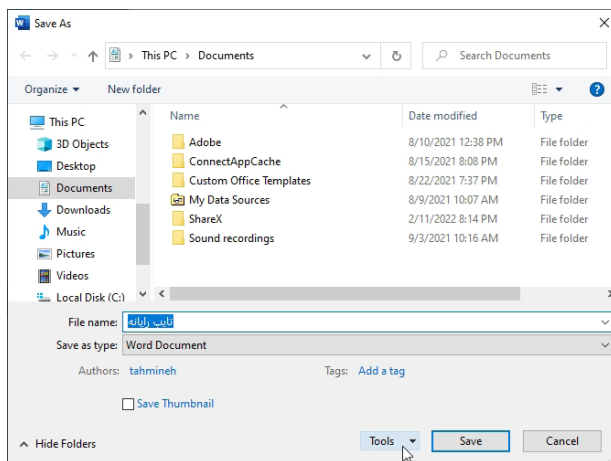 Save As
This PC > Documents
Search Documents
Organize
New folder
This PC
3D Objects
Desktop
Documents
Downloads
Music
Pictures
Videos
Local Disk (C:)
Name Date modified Type
Adobe 8/10/2021 12:38 PM File folder
ConnectAppCache 8/15/2021 8:08 PM File folder
Custom Office Templates 8/22/2021 7:37 PM File folder
My Data Sources 8/9/2021 10:07 AM File folder
ShareX 2/11/2022 8:14 PM File folder
Sound recordings 9/3/2021 10:16 AM File folder
File name: تایپ رایانه
Save as type: Word Document
Authors: tahmineh Tags: Add a tag
Save Thumbnail
Hide Folders Tools Save Cancel